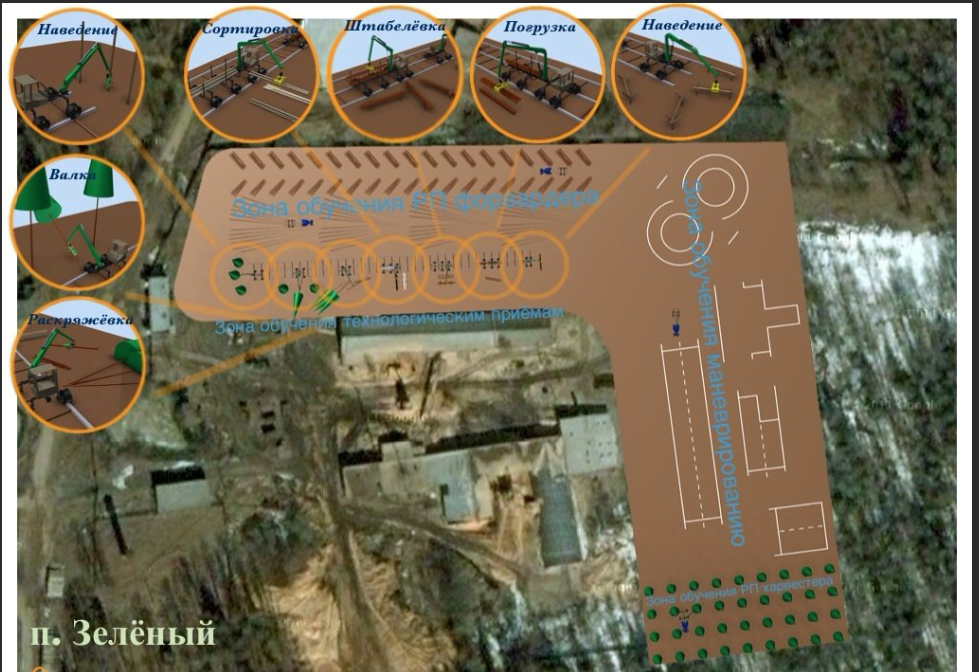 Наведение
Сортировка
Штабелёвка
Погрузка
Наведение
Валка
Раскряжёвка
Зона обучения РП форвардера
Зона обучения технологическим приемам
Зона обучения маневрированию
Зона обучения РП харвестера
п. Зелёный